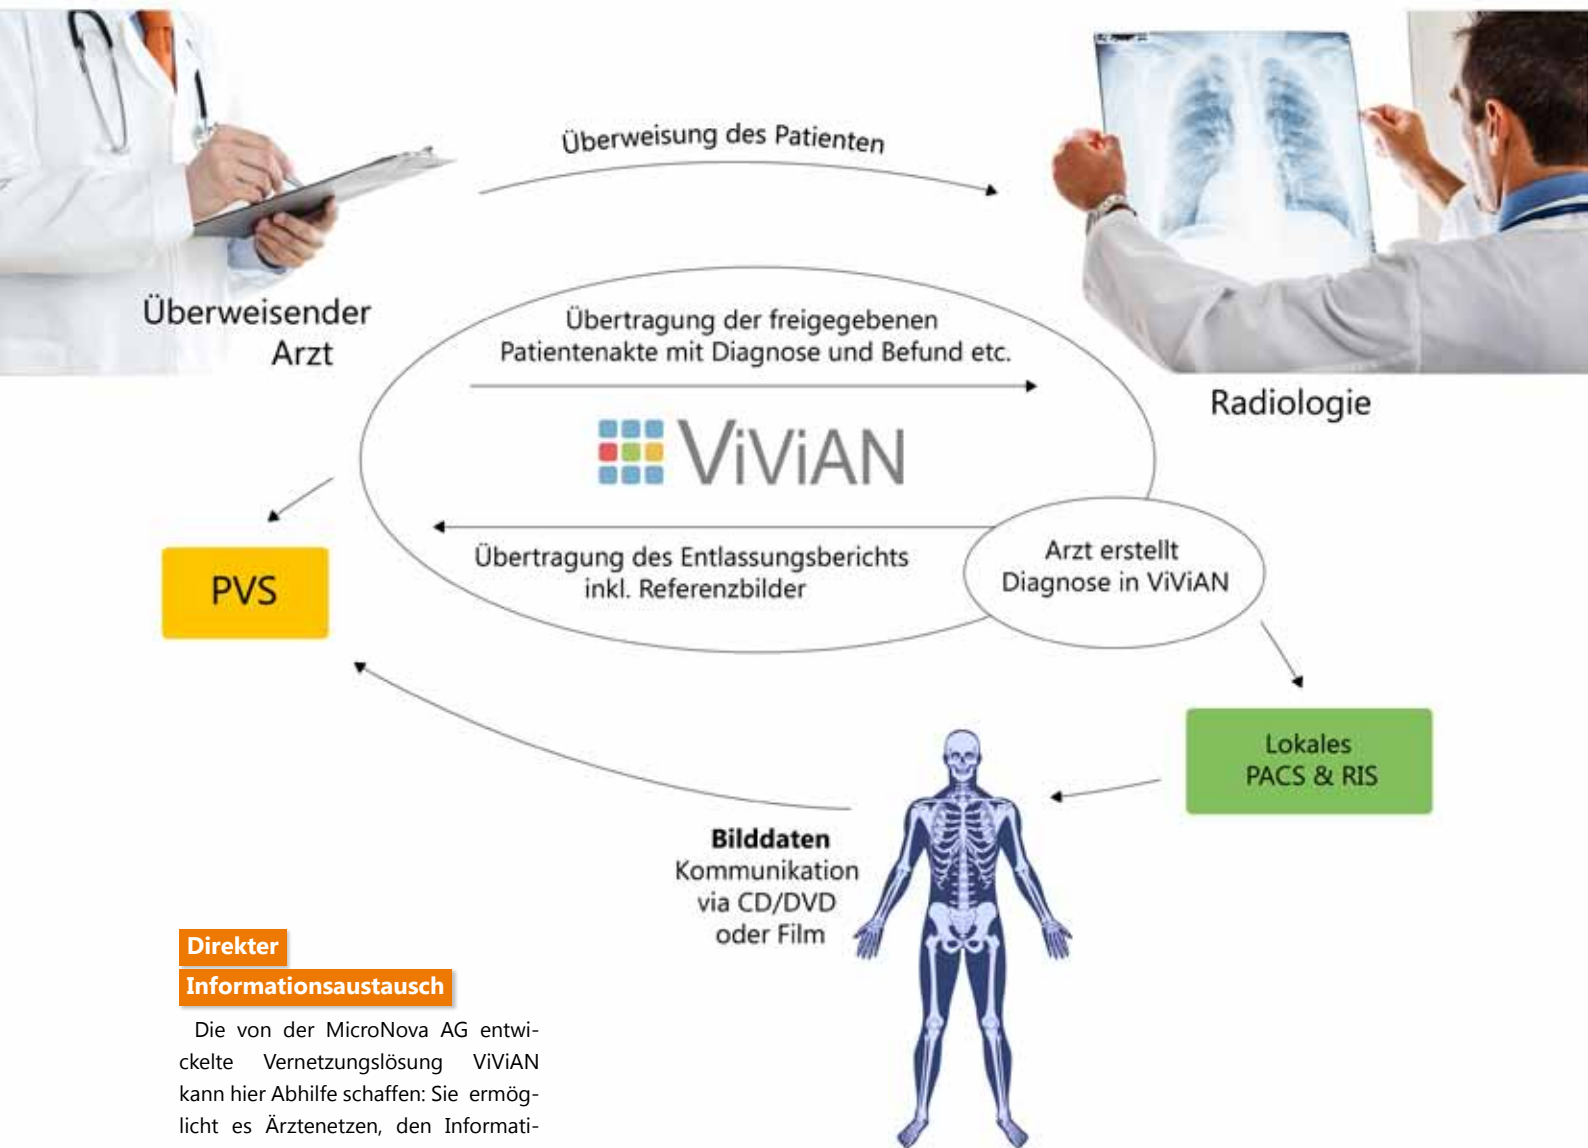 Überweisung des Patienten
Überweisender
Arzt
Übertragung der freigegebenen
Patientenakte mit Diagnose und Befund etc.
Radiologie
ViViAN
Übertragung des Entlassungsberichts
inkl. Referenzbilder
Arzt erstellt
Diagnose in ViViAN
PVS
Lokales
PACS & RIS
Bilddaten
Kommunikation
via CD/DVD
oder Film
Direkter
Informationsaustausch
Die von der MicroNova AG entwi-
ckelte Vernetzungslösung ViViAN
kann hier Abhilfe schaffen: Sie ermög-
licht es Ärztenetzen, den Informati-